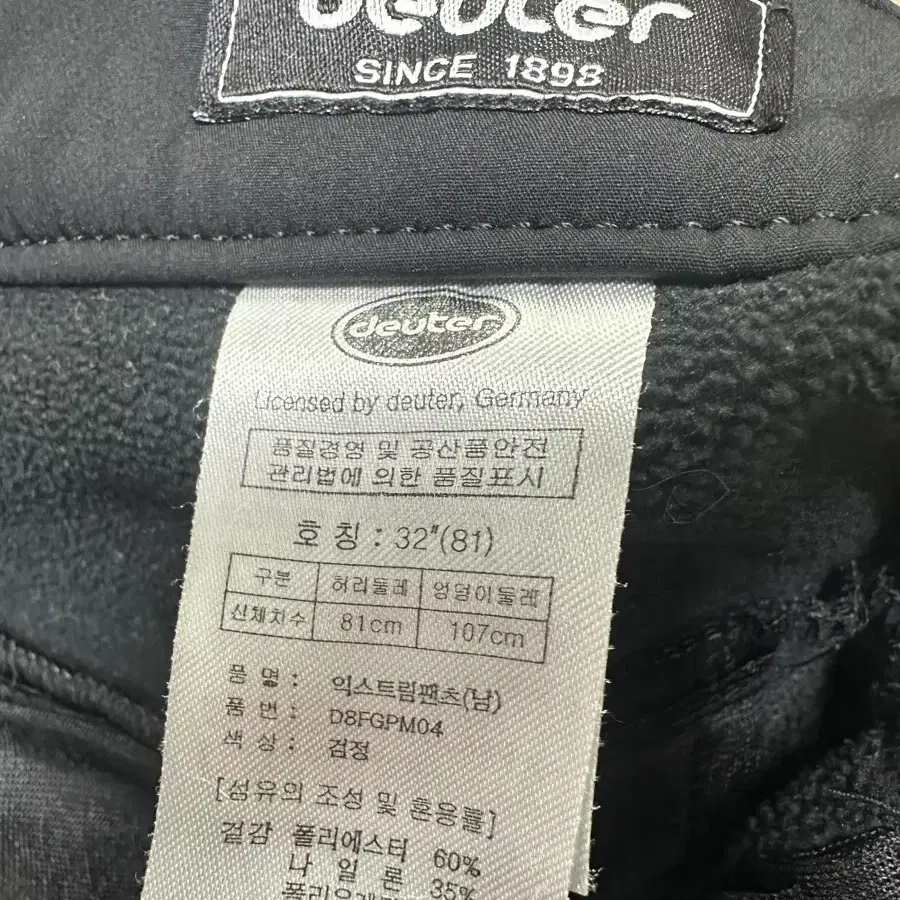 deuter
SINCE 1898
deuter
Licensed by deuter, Germany
품질경영 및 공산품안전
관리법에 의한 품질표시
호 칭 : 32"(81)
구분 허리둘레 엉덩이둘레
신체치수 81cm 107cm
품 명 : 익스트림팬츠(남)
품 번 : D8FGPM04
색 상 : 검정
[섬유의 조성 및 혼용률]
겉감 폴리에스터 60%
나 일 론 35%